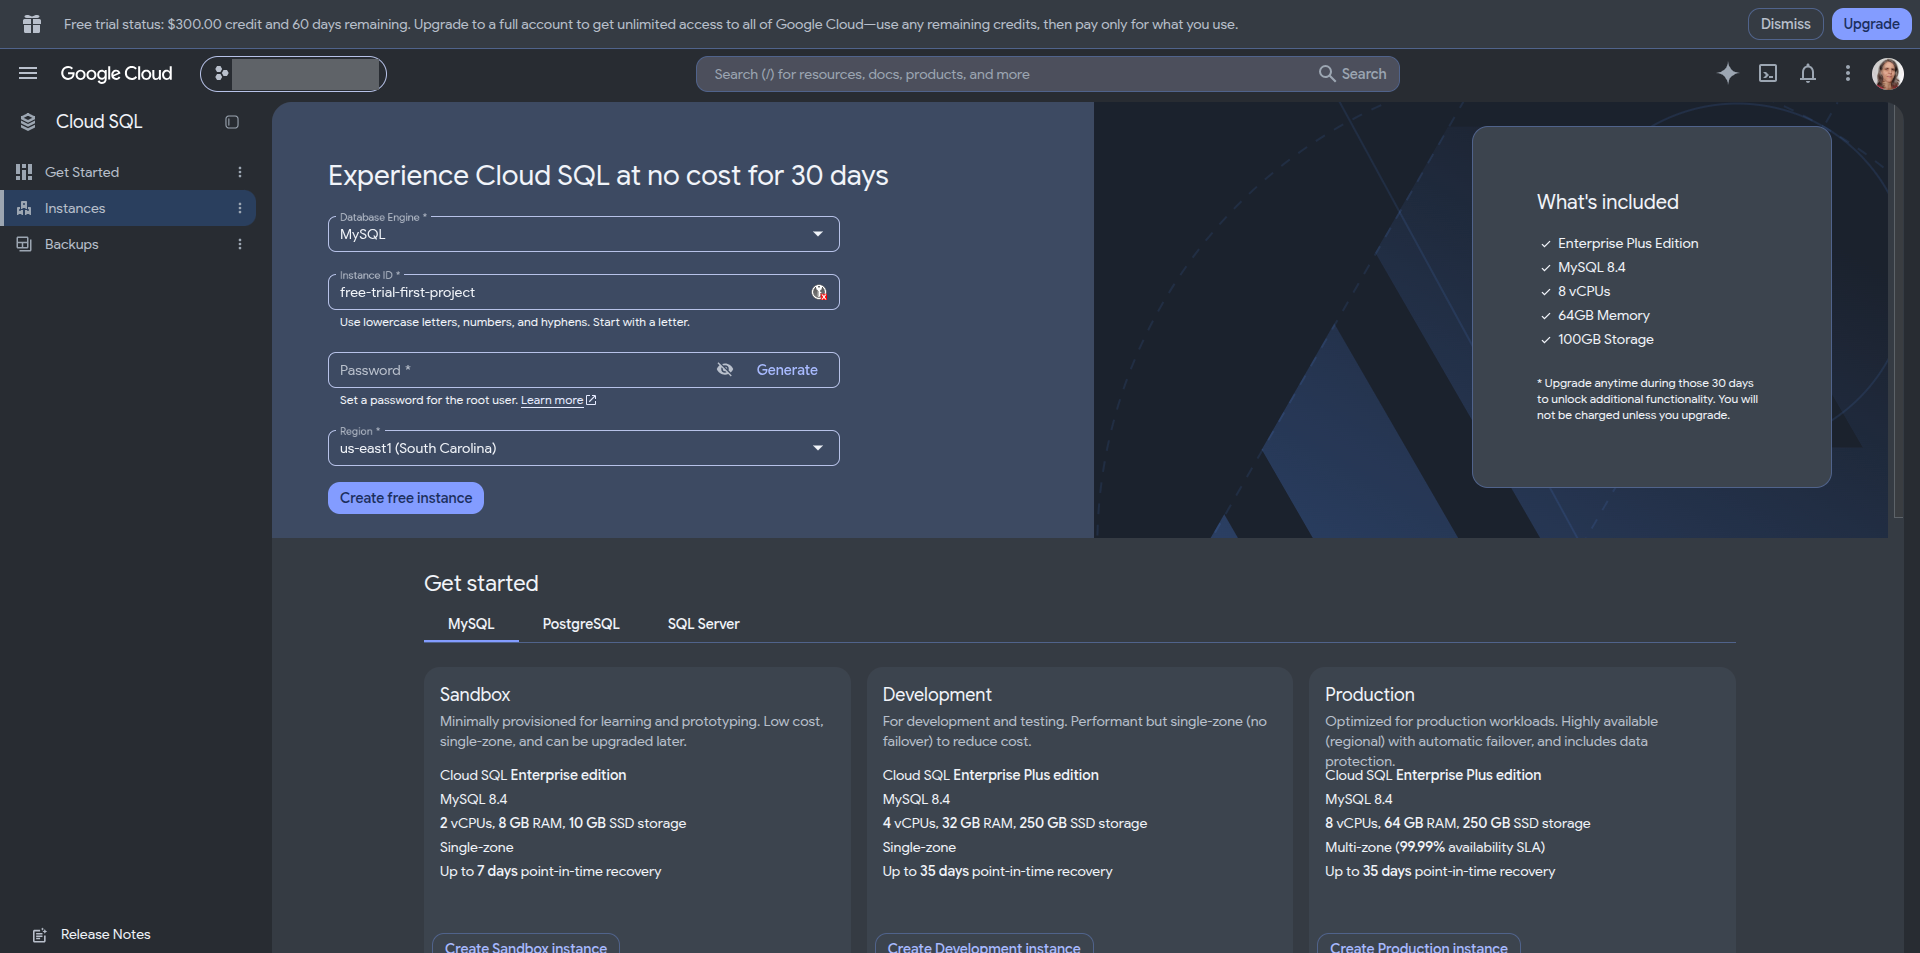 Free trial status: $300.00 credit and 60 days remaining. Upgrade to a full account to get unlimited access to all of Google Cloud—use any remaining credits, then pay only for what you use.
Dismiss
Upgrade
Google Cloud
Search (/) for resources, docs, products, and more
Search
Cloud SQL
Get Started
Instances
Backups
Release Notes
Experience Cloud SQL at no cost for 30 days
Database Engine *
MySQL
Instance ID *
free-trial-first-project
Use lowercase letters, numbers, and hyphens. Start with a letter.
Password *
Generate
Set a password for the root user. Learn more
Region *
us-east1 (South Carolina)
Create free instance
What's included
Enterprise Plus Edition
MySQL 8.4
8 vCPUs
64GB Memory
100GB Storage
* Upgrade anytime during those 30 days
to unlock additional functionality. You will
not be charged unless you upgrade.
Get started
MySQL
PostgreSQL
SQL Server
Sandbox
Minimally provisioned for learning and prototyping. Low cost,
single-zone, and can be upgraded later.
Cloud SQL Enterprise edition
MySQL 8.4
2 vCPUs, 8 GB RAM, 10 GB SSD storage
Single-zone
Up to 7 days point-in-time recovery
Create Sandbox instance
Development
For development and testing. Performant but single-zone (no
failover) to reduce cost.
Cloud SQL Enterprise Plus edition
MySQL 8.4
4 vCPUs, 32 GB RAM, 250 GB SSD storage
Single-zone
Up to 35 days point-in-time recovery
Create Development instance
Production
Optimized for production workloads. Highly available
(regional) with automatic failover, and includes data
protection.
Cloud SQL Enterprise Plus edition
MySQL 8.4
8 vCPUs, 64 GB RAM, 250 GB SSD storage
Multi-zone (99.99% availability SLA)
Up to 35 days point-in-time recovery
Create Production instance